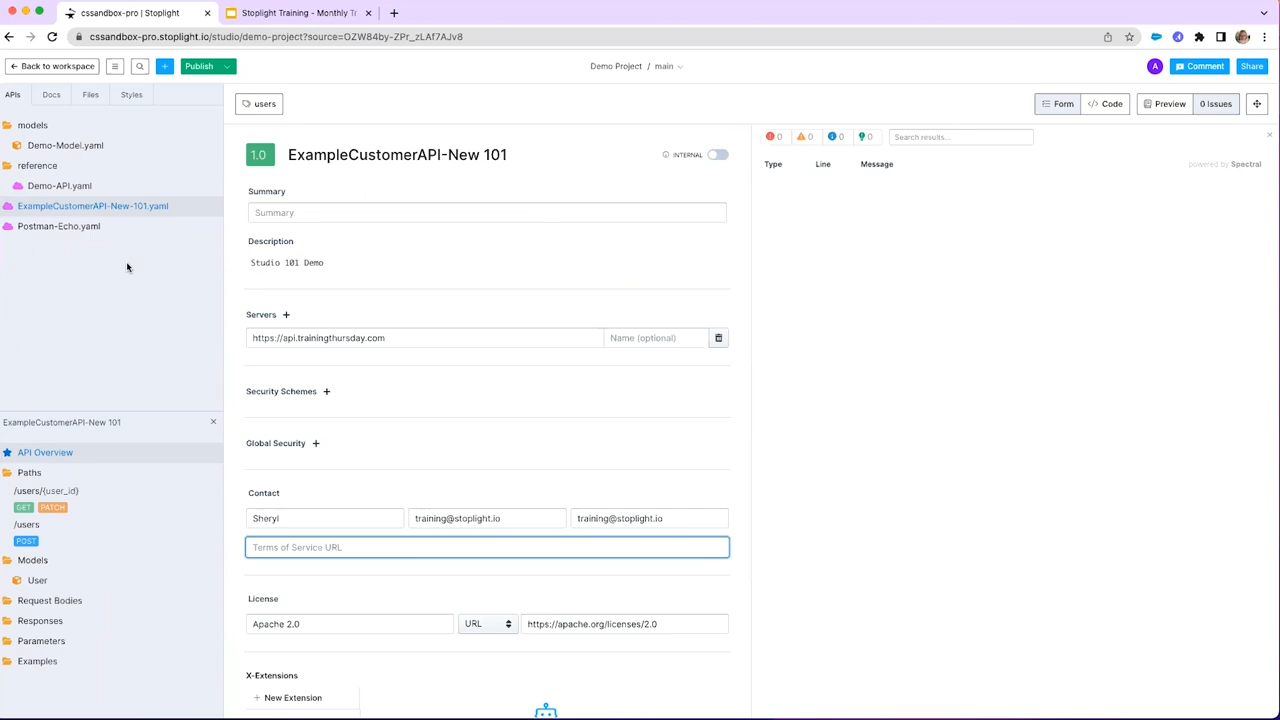 cssandbox-pro | Stoplight
Stoplight Training - Monthly Tr
cssandbox-pro.stoplight.io/studio/demo-project?source=OZW84by-ZPr_zLAf7AJv8
Back to workspace
Publish
Demo Project / main
A
Comment
Share
APIs Docs Files Styles
users
Form
Code
Preview
0 Issues
models
Demo-Model.yaml
reference
Demo-API.yaml
ExampleCustomerAPI-New-101.yaml
Postman-Echo.yaml
1.0 ExampleCustomerAPI-New 101
INTERNAL
Summary
Summary
Description
Studio 101 Demo
Servers +
https://api.trainingthursday.com Name (optional)
Security Schemes +
Global Security +
Contact
Sheryl training@stoplight.io training@stoplight.io
Terms of Service URL
License
Apache 2.0 URL https://apache.org/licenses/2.0
X-Extensions
+ New Extension
0 0 0 0 Search results...
Type Line Message powered by Spectral
ExampleCustomerAPI-New 101
API Overview
Paths
/users/{user_id}
GET PATCH
/users
POST
Models
User
Request Bodies
Responses
Parameters
Examples